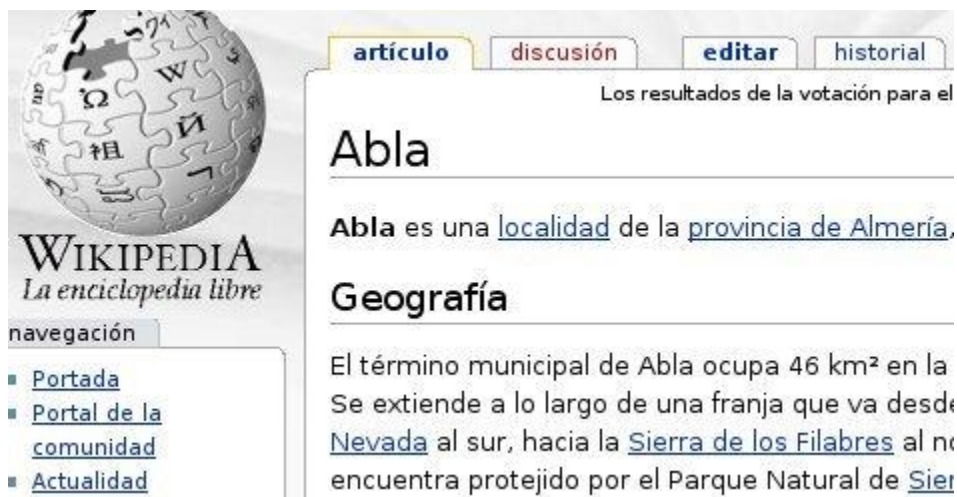 WIKIPEDIA
La enciclopedia libre
navegación
Portada
Portal de la
comunidad
Actualidad
artículo discusión editar historial
Los resultados de la votación para el
Abla
Abla es una localidad de la provincia de Almería,
Geografía
El término municipal de Abla ocupa 46 km² en la
Se extiende a lo largo de una franja que va desde
Nevada al sur, hacia la Sierra de los Filabres al no
encuentra protejido por el Parque Natural de Sier